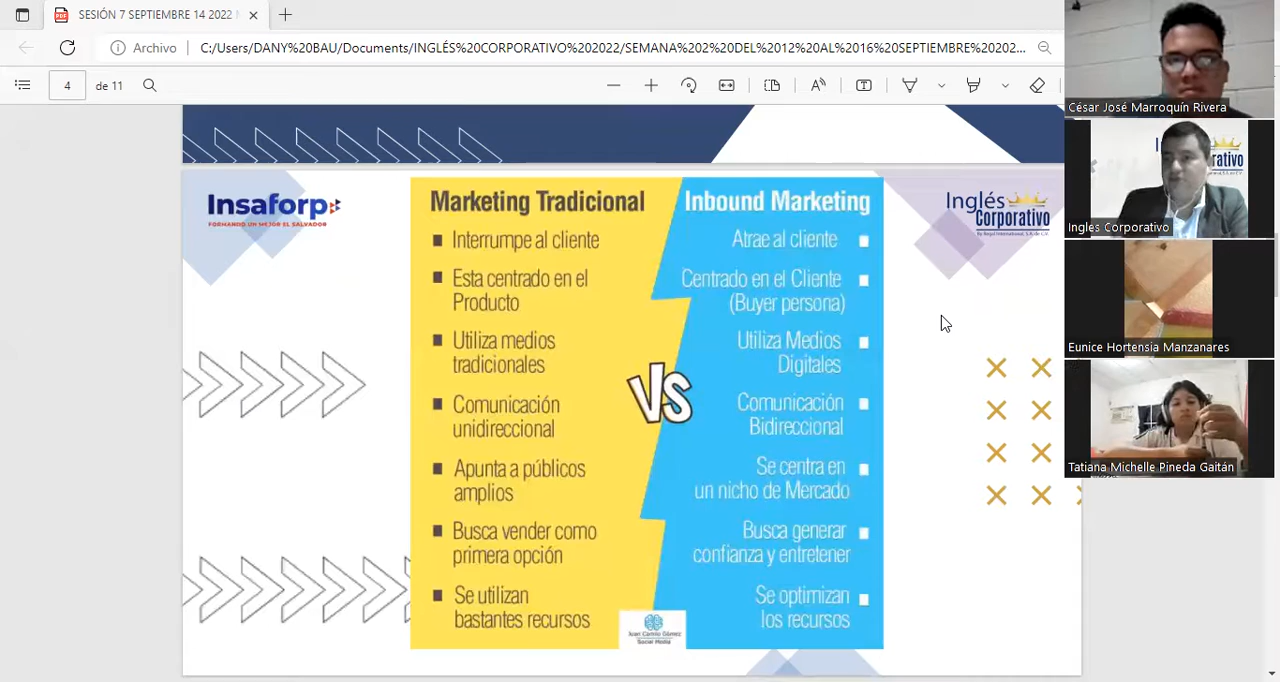 SESIÓN 7 SEPTIEMBRE 14 2022
Archivo
C:/Users/DANY%20BAU/Documents/INGLÉS%20CORPORATIVO%202022/SEMANA%202%20DEL%2012%20AL%2016%20SEPTIEMBRE%20202...
4
de 11
Insaforp
FORMANDO UN MEJOR EL SALVADOR
Inglés
Corporativo
By Regal International, S.A. de C.V.
Marketing Tradicional
Interrumpe al cliente
Esta centrado en el
Producto
Utiliza medios
tradicionales
Comunicación
unidireccional
Apunta a públicos
amplios
Busca vender como
primera opción
Se utilizan
bastantes recursos
VS
Inbound Marketing
Atrae al cliente
Centrado en el Cliente
(Buyer persona)
Utiliza Medios
Digitales
Comunicación
Bidireccional
Se centra en
un nicho de Mercado
Busca generar
confianza y entretener
Se optimizan
los recursos
Juan Camilo Gómez
Social Media
César José Marroquín Rivera
Ingles Corporativo
Eunice Hortensia Manzanares
Tatiana Michelle Pineda Gaitán